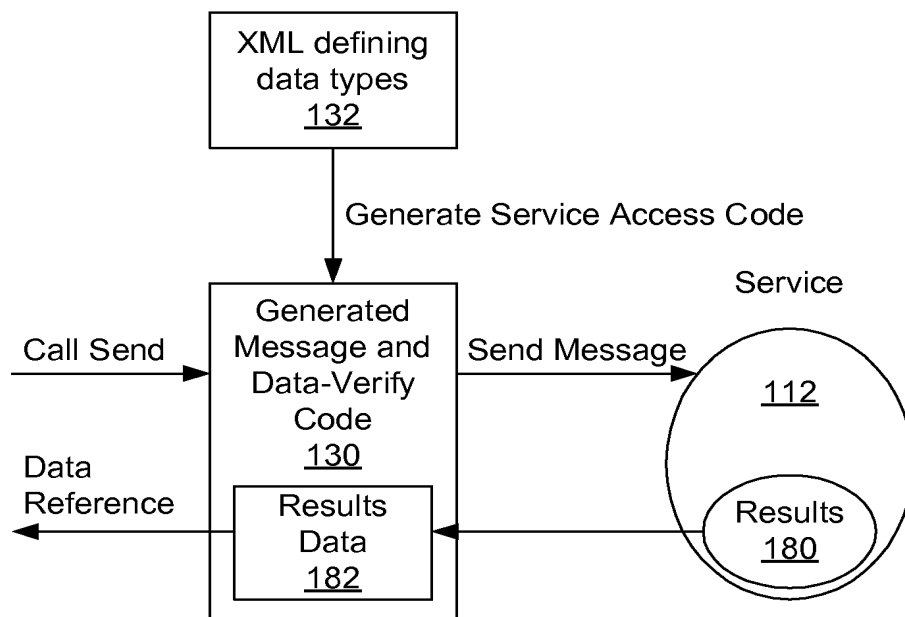 XML defining
data types
132
Generate Service Access Code
Service
Generated
Message and
Data-Verify
Code
130
Call Send
Send Message
112
Data
Reference
Results
Data
182
Results
180